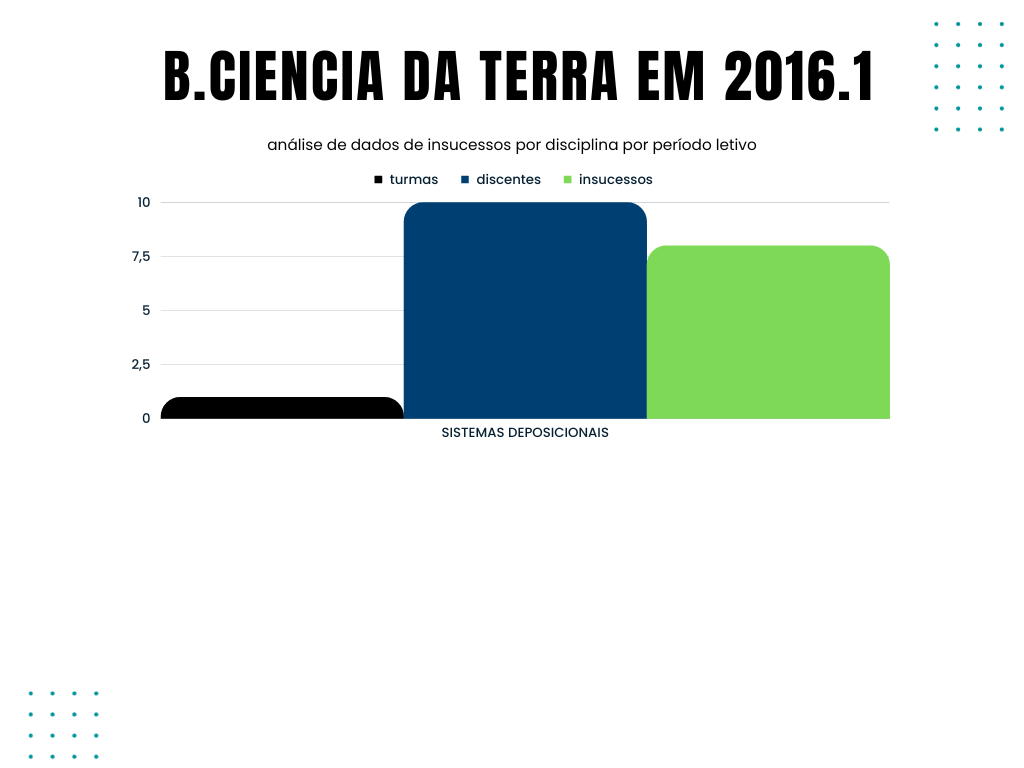 B.CIENCIA DA TERRA EM 2016.1
análise de dados de insucessos por disciplina por período letivo
turmas discentes insucessos
10
7,5
5
2,5
0
SISTEMAS DEPOSICIONAIS